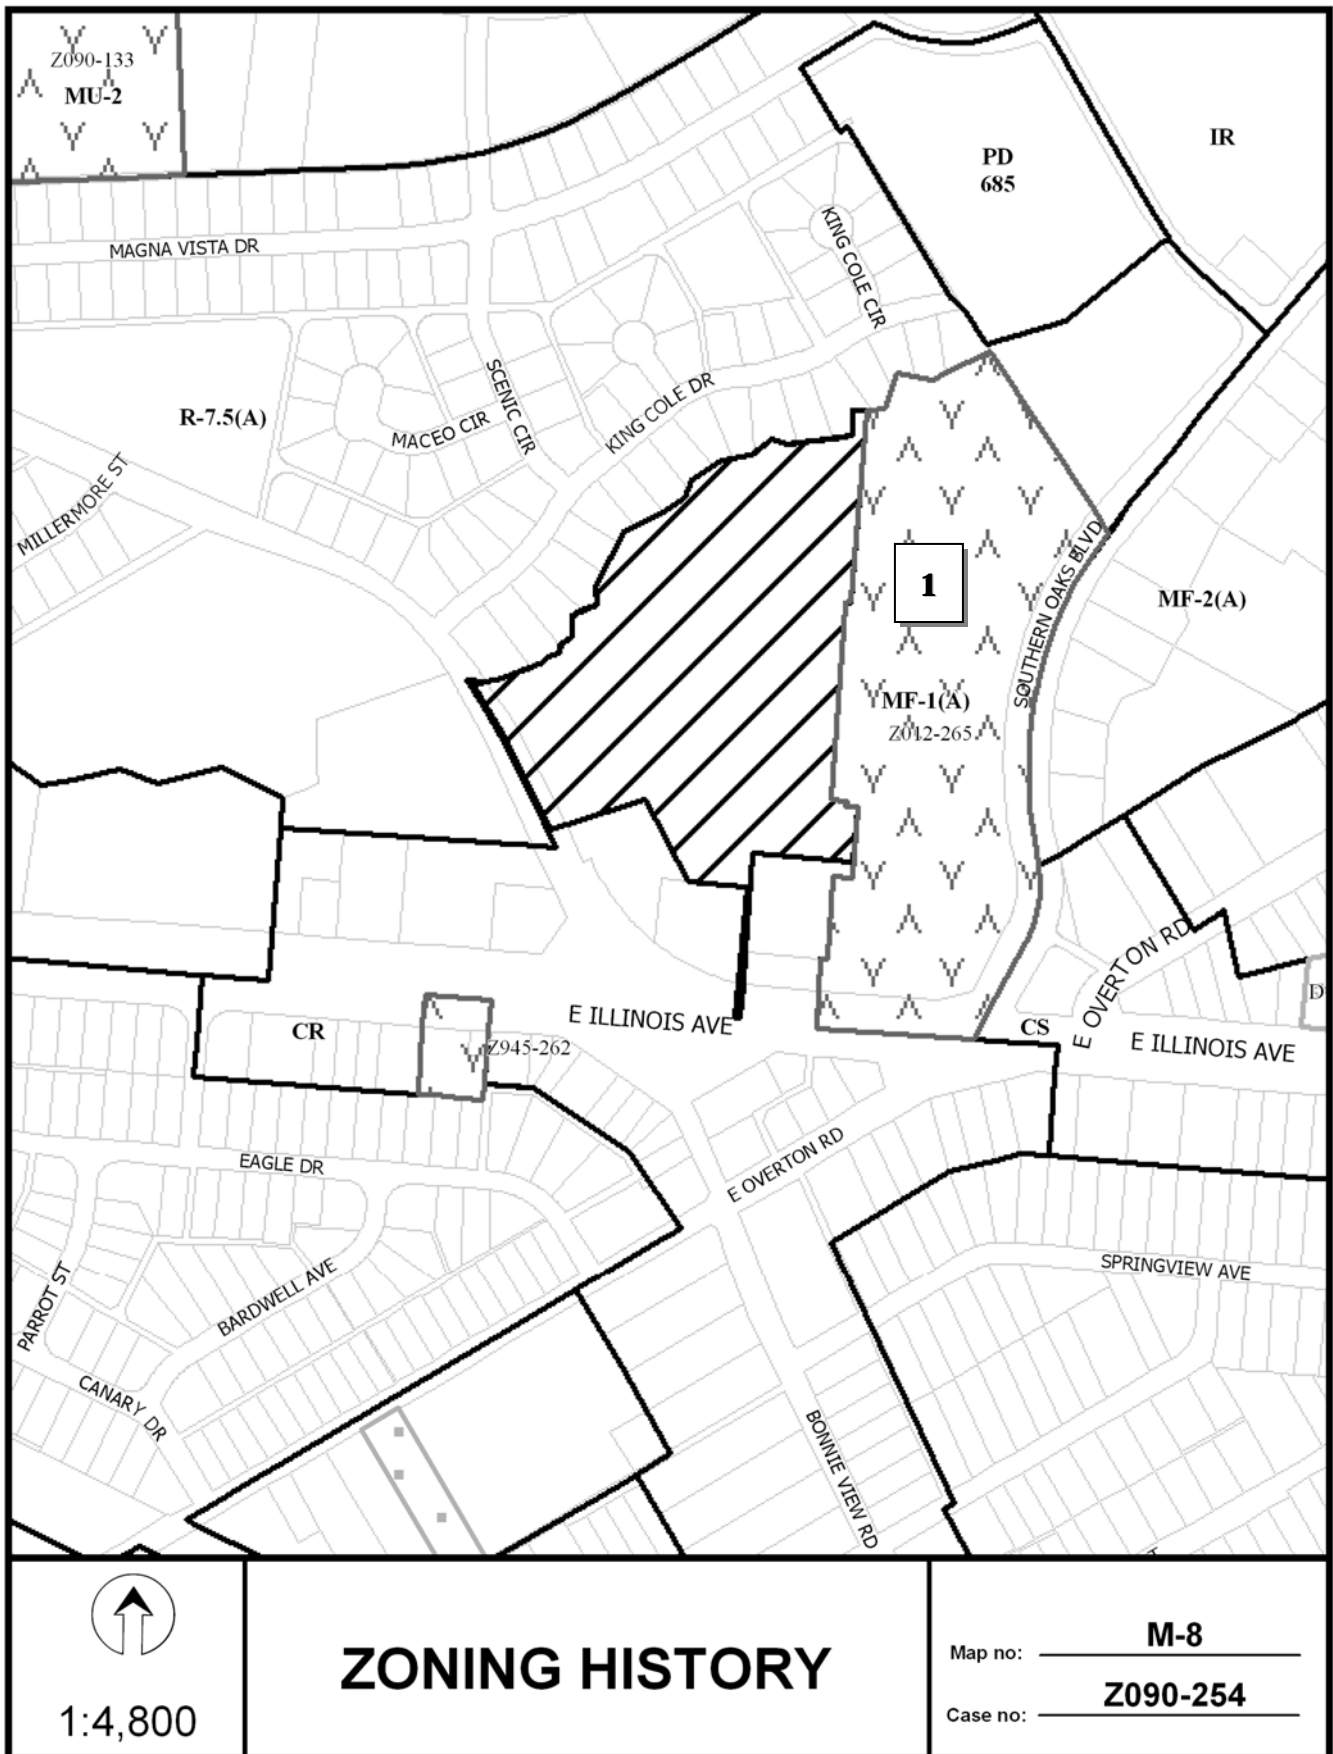 Z090-133
MU-2
IR
PD
685
MAGNA VISTA DR
KING COLE CIR
SCENIC CIR
KING COLE DR
R-7.5(A)
MACEO CIR
MILLERMORE ST
SOUTHERN OAKS BLVD
1
MF-2(A)
MF-1(A)
Z042-265
E OVERTON RD
D
E ILLINOIS AVE
CR
CS
E ILLINOIS AVE
Z945-262
EAGLE DR
E OVERTON RD
SPRINGVIEW AVE
PARROT ST
BARDWELL AVE
CANARY DR
BONNIE VIEW RD
1:4,800
ZONING HISTORY
Map no: M-8
Case no: Z090-254